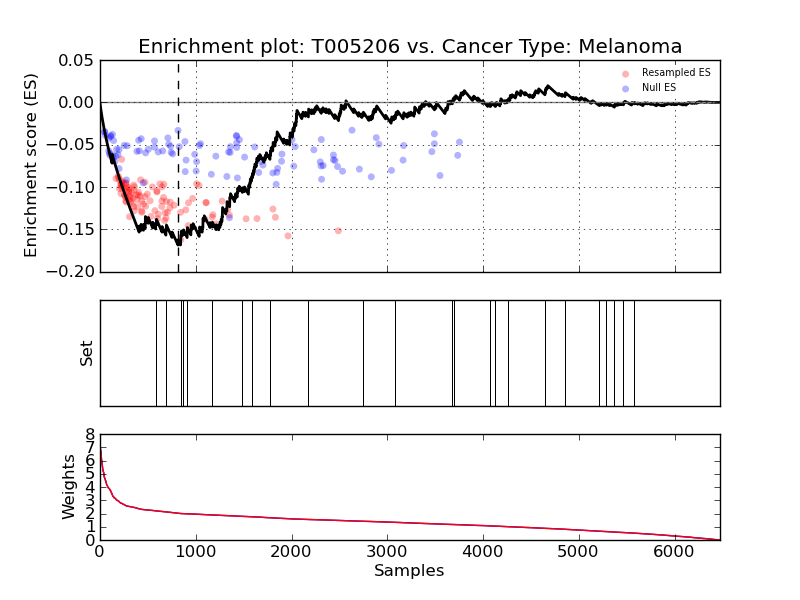 Enrichment plot: T005206 vs. Cancer Type: Melanoma
Enrichment score (ES)
0.05
0.00
−0.05
−0.10
−0.15
−0.20
Resampled ES
Null ES
Set
Weights
8
7
6
5
4
3
2
1
0
0 1000 2000 3000 4000 5000 6000
Samples